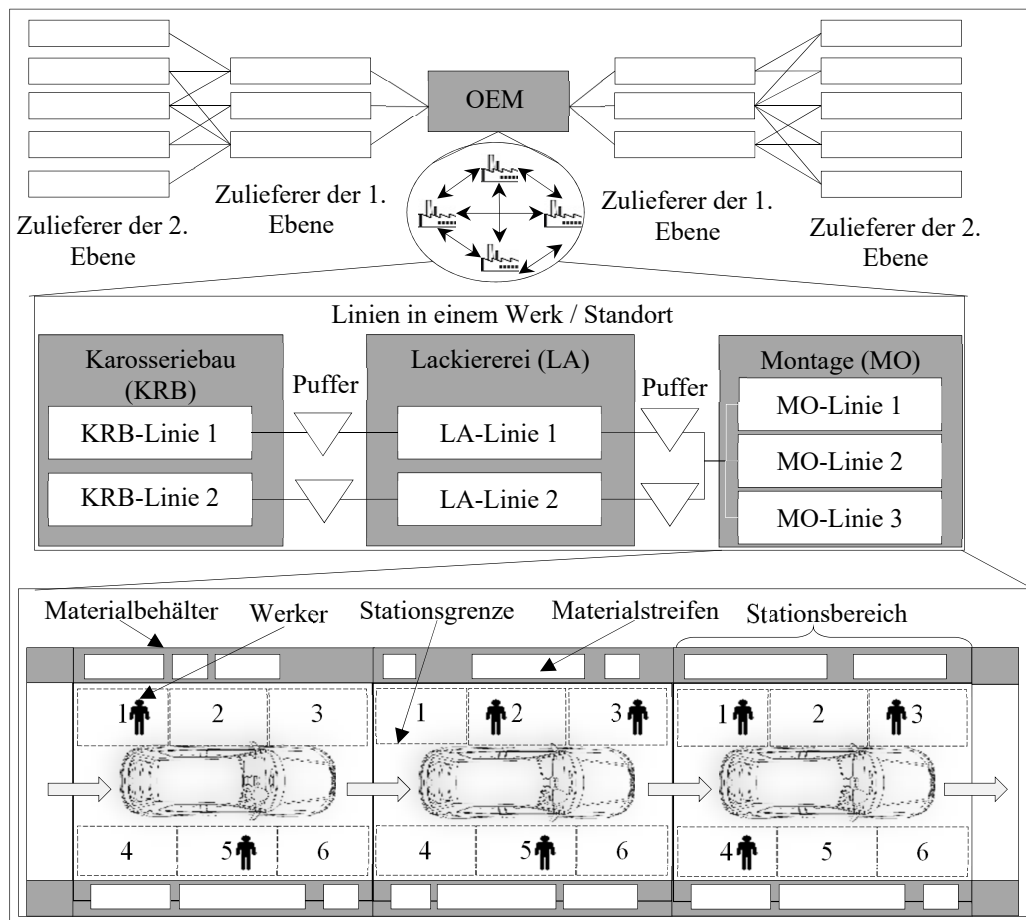 OEM
Zulieferer der 2.
Ebene
Zulieferer der 1.
Ebene
Zulieferer der 1.
Ebene
Zulieferer der 2.
Ebene
Linien in einem Werk / Standort
Karosseriebau
(KRB)
Puffer
Lackiererei (LA)
Puffer
Montage (MO)
KRB-Linie 1
KRB-Linie 2
LA-Linie 1
LA-Linie 2
MO-Linie 1
MO-Linie 2
MO-Linie 3
Materialbehälter
Werker
Stationsgrenze
Materialstreifen
Stationsbereich
1 2 3
1 2 3
1 2 3
4 5 6
4 5 6
4 5 6